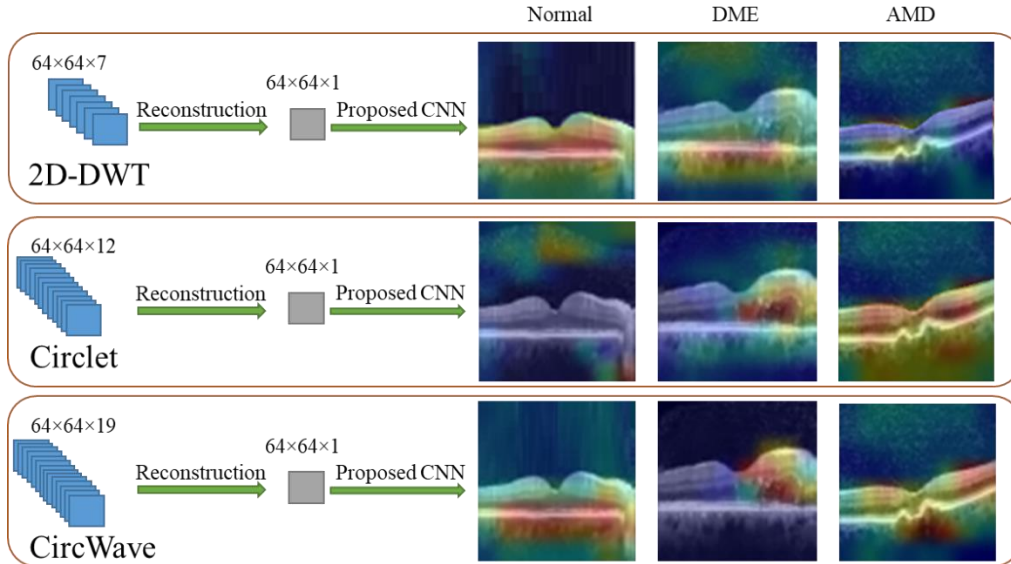 Normal DME AMD
64×64×7
64×64×1
Reconstruction Proposed CNN
2D-DWT
64×64×12
64×64×1
Reconstruction Proposed CNN
Circlet
64×64×19
64×64×1
Reconstruction Proposed CNN
CircWave